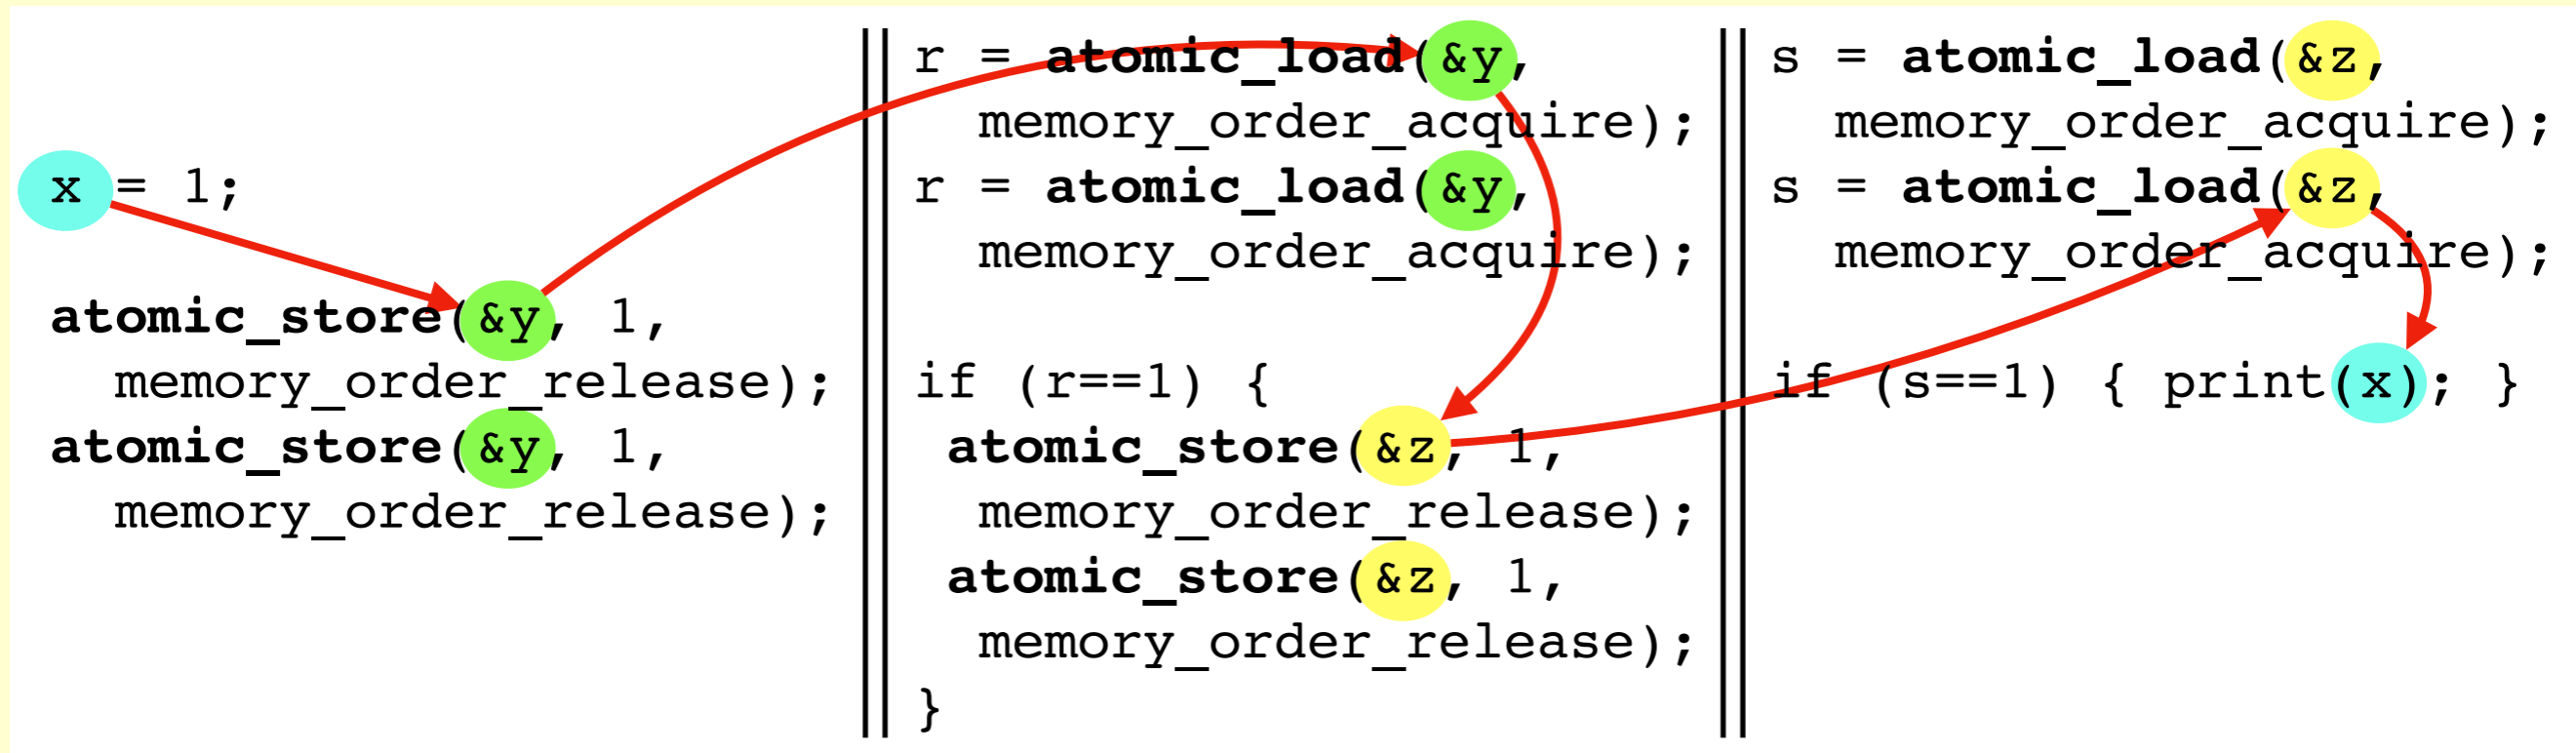 x = 1;
atomic_store(&y, 1,
memory_order_release);
atomic_store(&y, 1,
memory_order_release);
r = atomic_load(&y,
memory_order_acquire);
r = atomic_load(&y,
memory_order_acquire);
if (r==1) {
atomic_store(&z, 1,
memory_order_release);
atomic_store(&z, 1,
memory_order_release);
}
s = atomic_load(&z,
memory_order_acquire);
s = atomic_load(&z,
memory_order_acquire);
if (s==1) { print(x); }